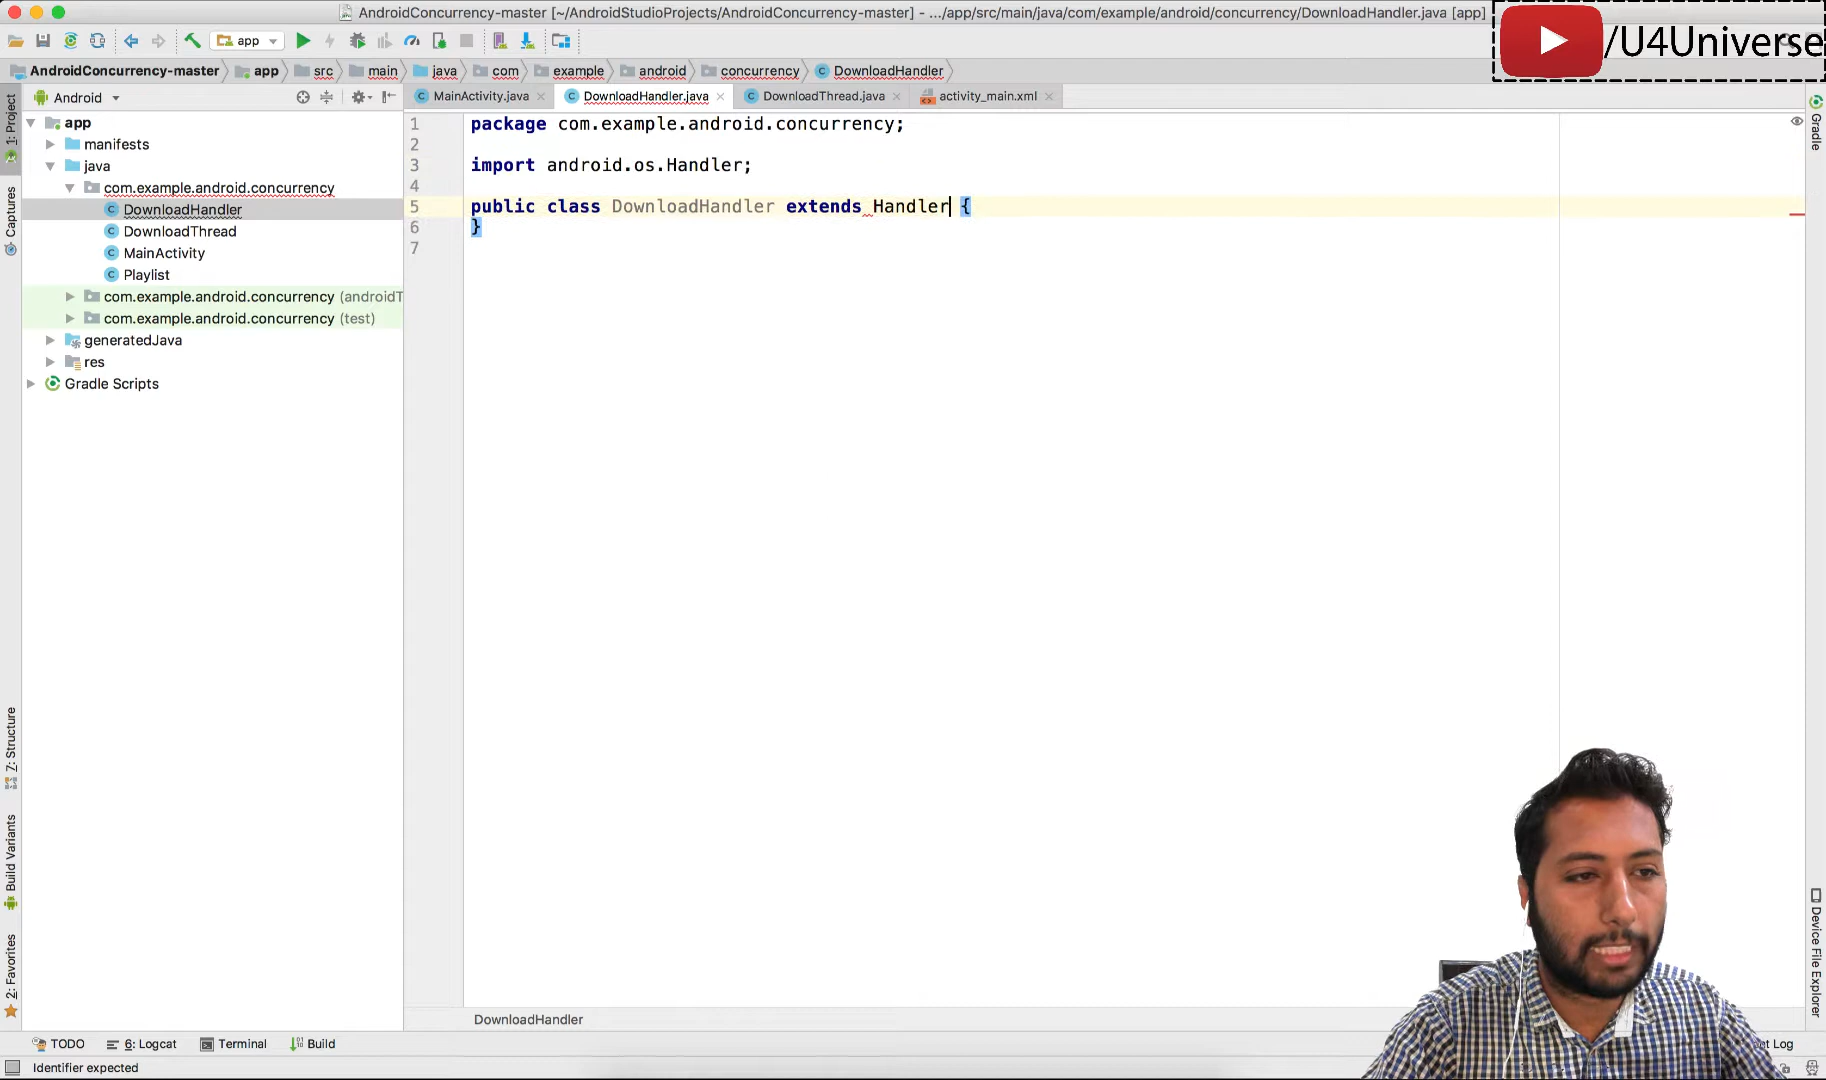 AndroidConcurrency-master [~/AndroidStudioProjects/AndroidConcurrency-master] - .../app/src/main/java/com/example/android/concurrency/DownloadHandler.java [app]
/U4Universe
app
AndroidConcurrency-master app src main java com example android concurrency DownloadHandler
Android
MainActivity.java DownloadHandler.java DownloadThread.java activity_main.xml
1: Project
Captures
Z: Structure
Build Variants
2: Favorites
app
manifests
java
com.example.android.concurrency
DownloadHandler
DownloadThread
MainActivity
Playlist
com.example.android.concurrency (androidT
com.example.android.concurrency (test)
generatedJava
res
Gradle Scripts
1 package com.example.android.concurrency;
2
3 import android.os.Handler;
4
5 public class DownloadHandler extends Handler {
6 }
7
Gradle
Device File Explorer
DownloadHandler
TODO 6: Logcat Terminal Build
Log
Identifier expected